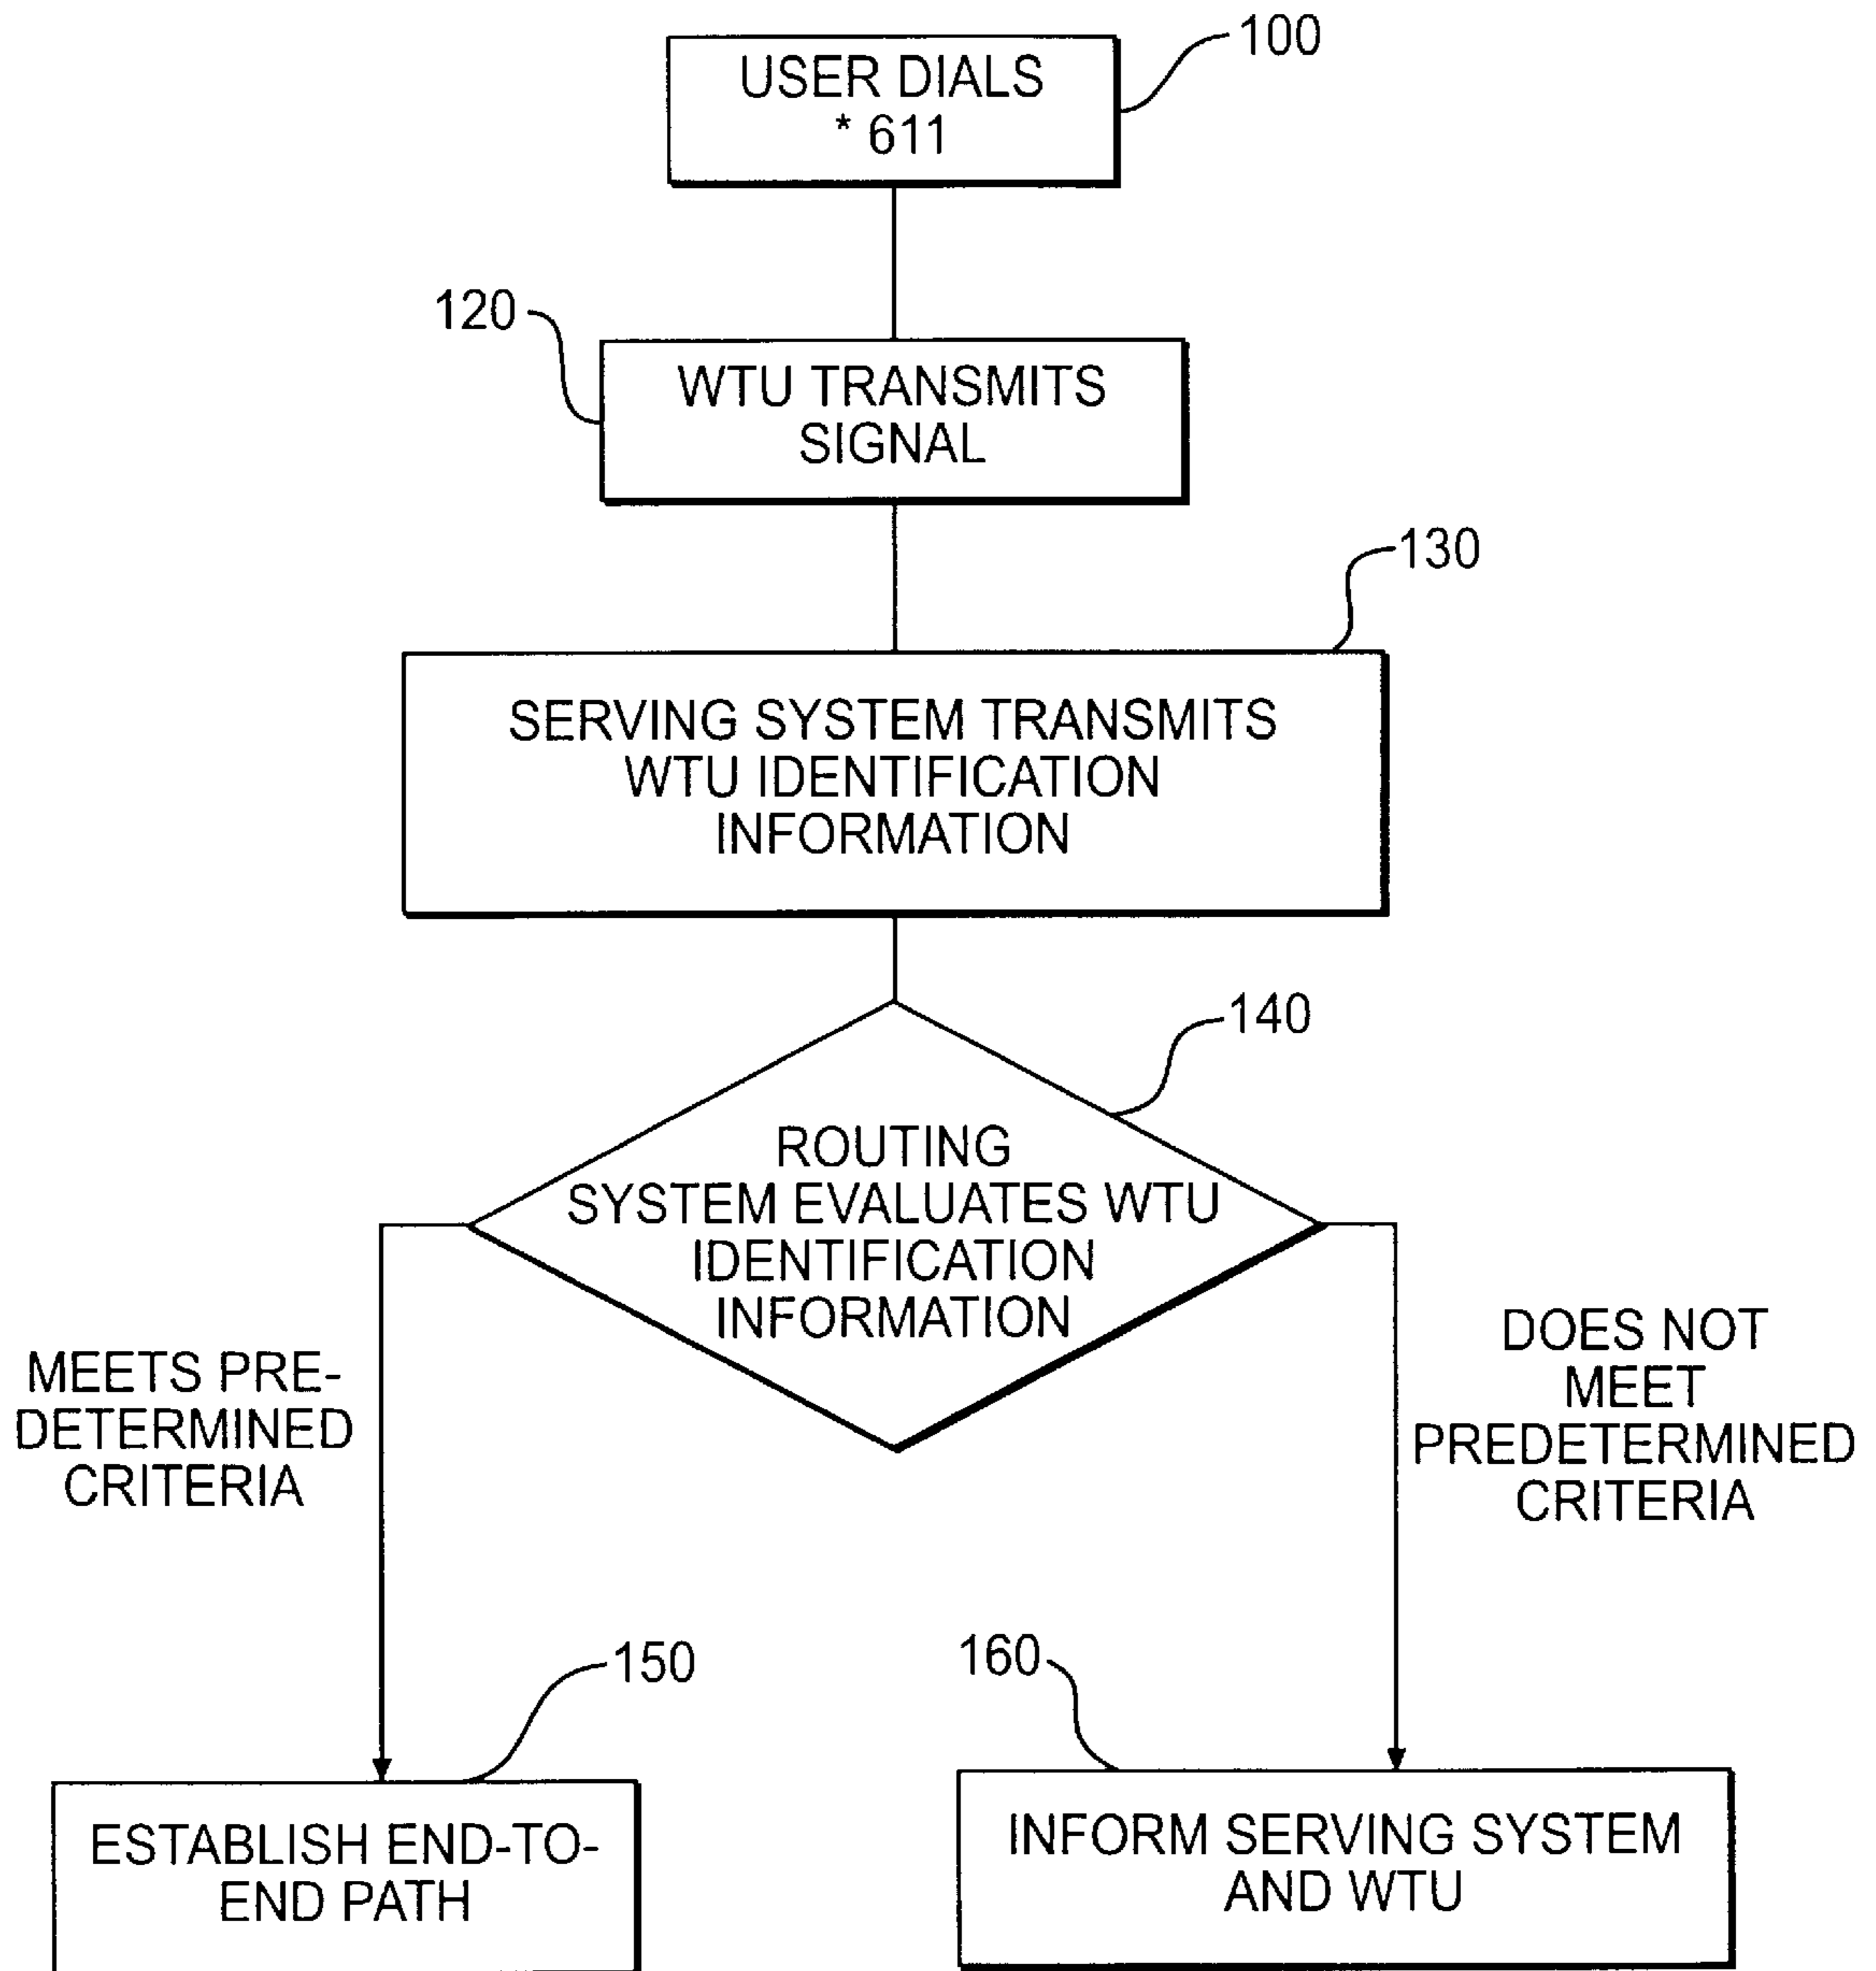 100
USER DIALS
* 611
120
WTU TRANSMITS
SIGNAL
130
SERVING SYSTEM TRANSMITS
WTU IDENTIFICATION
INFORMATION
140
ROUTING
SYSTEM EVALUATES WTU
IDENTIFICATION
INFORMATION
MEETS PRE-
DETERMINED
CRITERIA
DOES NOT
MEET
PREDETERMINED
CRITERIA
150
ESTABLISH END-TO-
END PATH
160
INFORM SERVING SYSTEM
AND WTU